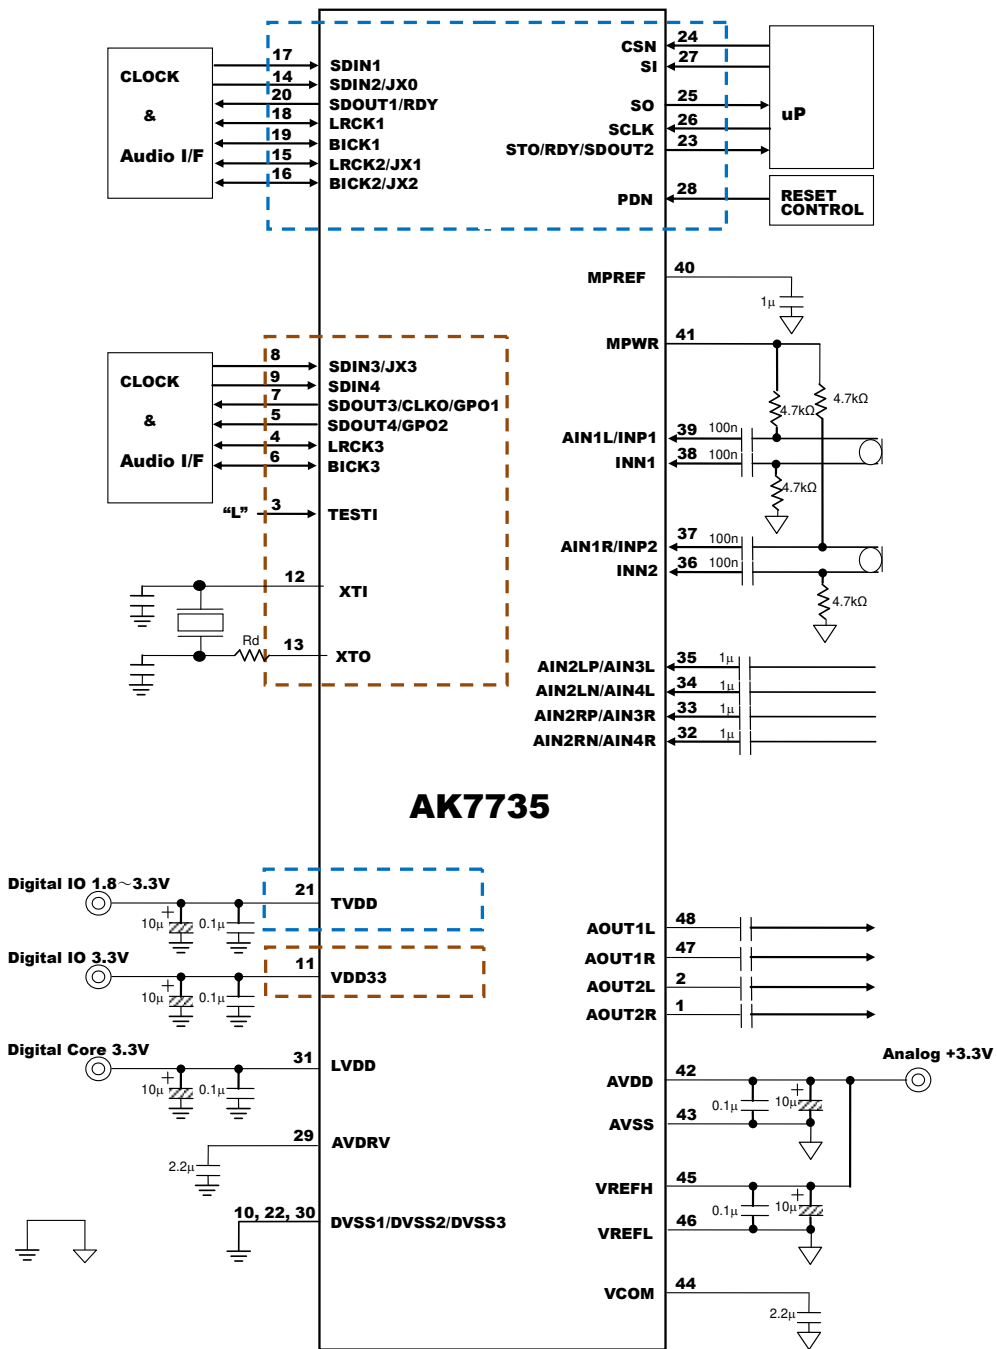 CLOCK
&
Audio I/F
17
14
20
18
19
15
16
SDIN1
SDIN2/JX0
SDOUT1/RDY
LRCK1
BICK1
LRCK2/JX1
BICK2/JX2
CSN
SI
SO
SCLK
STO/RDY/SDOUT2
PDN
24
27
25
26
23
28
uP
RESET
CONTROL
MPREF
40
1μ
MPWR
41
4.7kΩ
4.7kΩ
AIN1L/INP1
39
100n
INN1
38
100n
4.7kΩ
AIN1R/INP2
37
100n
INN2
36
100n
4.7kΩ
CLOCK
&
Audio I/F
8
9
7
5
4
6
SDIN3/JX3
SDIN4
SDOUT3/CLKO/GPO1
SDOUT4/GPO2
LRCK3
BICK3
“L”
3
TESTI
12
XTI
Rd
13
XTO
AIN2LP/AIN3L
35
1μ
AIN2LN/AIN4L
34
1μ
AIN2RP/AIN3R
33
1μ
AIN2RN/AIN4R
32
1μ
AK7735
Digital IO 1.8～3.3V
21
TVDD
10μ
0.1μ
Digital IO 3.3V
11
VDD33
10μ
0.1μ
Digital Core 3.3V
31
LVDD
10μ
0.1μ
29
AVDRV
2.2μ
10, 22, 30
DVSS1/DVSS2/DVSS3
AOUT1L
48
AOUT1R
47
AOUT2L
2
AOUT2R
1
Analog +3.3V
AVDD
42
0.1μ
10μ
AVSS
43
VREFH
45
0.1μ
10μ
VREFL
46
VCOM
44
2.2μ